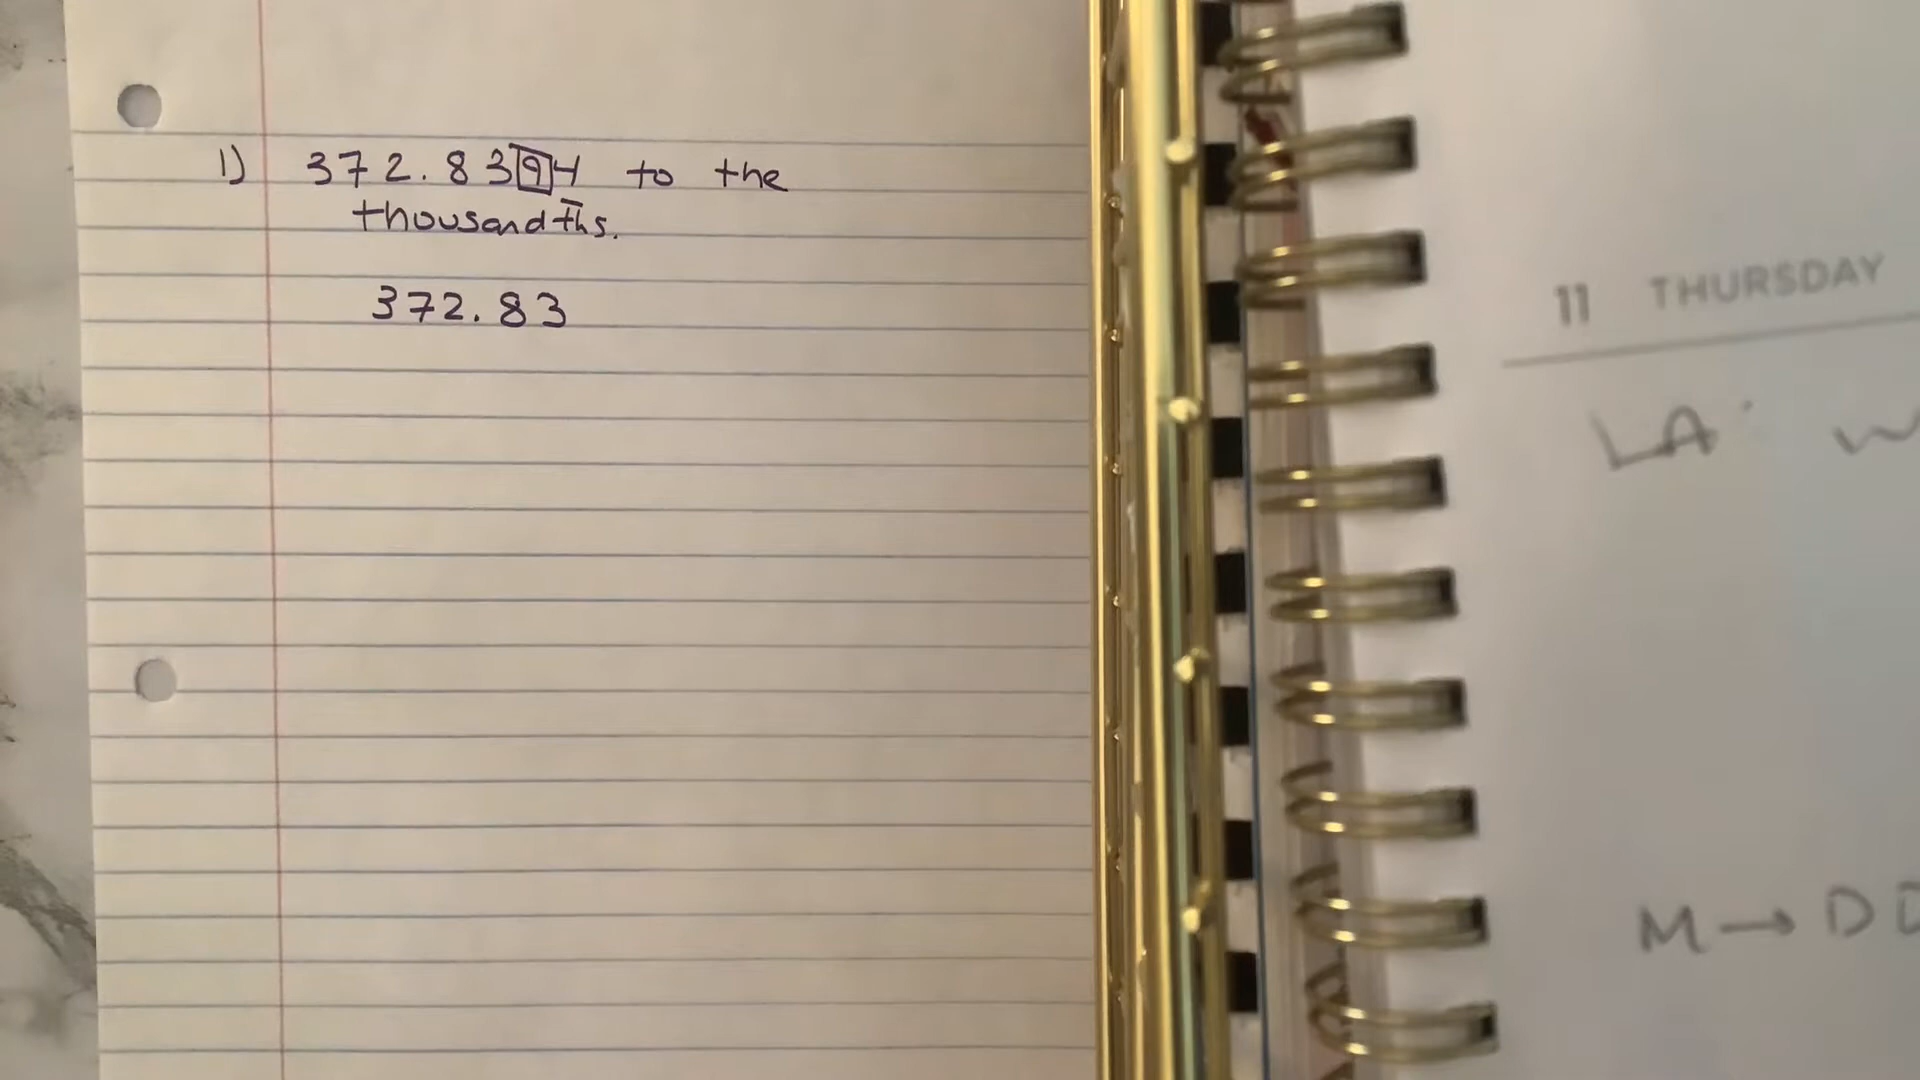 1) 372.8394 to the
thousandths.
372.83
11 THURSDAY
LA:
M → D